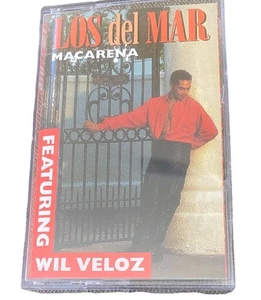 LOS del MAR
MACARENA
FEATURING
WIL VELOZ